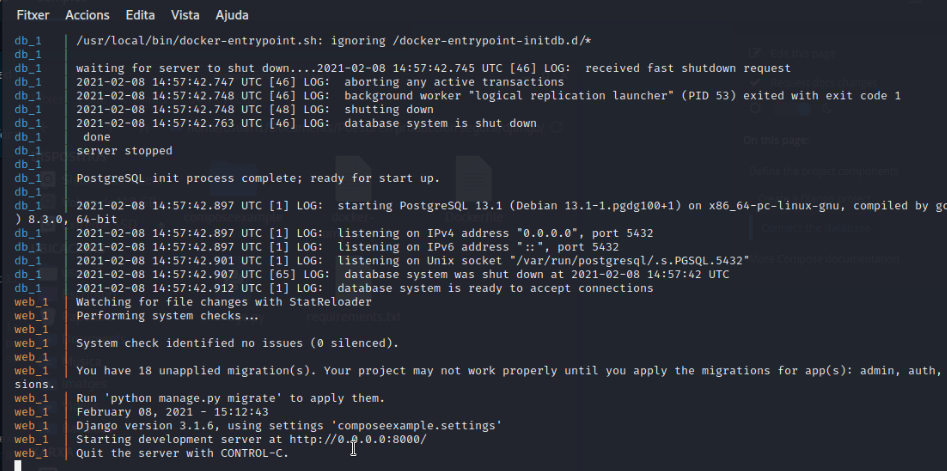 Fitxer Accions Edita Vista Ajuda
db_1 | /usr/local/bin/docker-entrypoint.sh: ignoring /docker-entrypoint-initdb.d/*
db_1 |
db_1 | waiting for server to shut down....2021-02-08 14:57:42.745 UTC [46] LOG:  received fast shutdown request
db_1 | 2021-02-08 14:57:42.747 UTC [46] LOG:  aborting any active transactions
db_1 | 2021-02-08 14:57:42.748 UTC [46] LOG:  background worker "logical replication launcher" (PID 53) exited with exit code 1
db_1 | 2021-02-08 14:57:42.748 UTC [48] LOG:  shutting down
db_1 | 2021-02-08 14:57:42.763 UTC [46] LOG:  database system is shut down
db_1 |  done
db_1 | server stopped
db_1 |
db_1 | PostgreSQL init process complete; ready for start up.
db_1 |
db_1 | 2021-02-08 14:57:42.897 UTC [1] LOG:  starting PostgreSQL 13.1 (Debian 13.1-1.pgdg100+1) on x86_64-pc-linux-gnu, compiled by gc
) 8.3.0, 64-bit
db_1 | 2021-02-08 14:57:42.897 UTC [1] LOG:  listening on IPv4 address "0.0.0.0", port 5432
db_1 | 2021-02-08 14:57:42.897 UTC [1] LOG:  listening on IPv6 address "::", port 5432
db_1 | 2021-02-08 14:57:42.901 UTC [1] LOG:  listening on Unix socket "/var/run/postgresql/.s.PGSQL.5432"
db_1 | 2021-02-08 14:57:42.907 UTC [65] LOG:  database system was shut down at 2021-02-08 14:57:42 UTC
db_1 | 2021-02-08 14:57:42.912 UTC [1] LOG:  database system is ready to accept connections
web_1 | Watching for file changes with StatReloader
web_1 | Performing system checks...
web_1 |
web_1 | System check identified no issues (0 silenced).
web_1 |
web_1 | You have 18 unapplied migration(s). Your project may not work properly until you apply the migrations for app(s): admin, auth,
sions.
web_1 | Run 'python manage.py migrate' to apply them.
web_1 | February 08, 2021 - 15:12:43
web_1 | Django version 3.1.6, using settings 'composeexample.settings'
web_1 | Starting development server at http://0.0.0.0:8000/
web_1 | Quit the server with CONTROL-C.